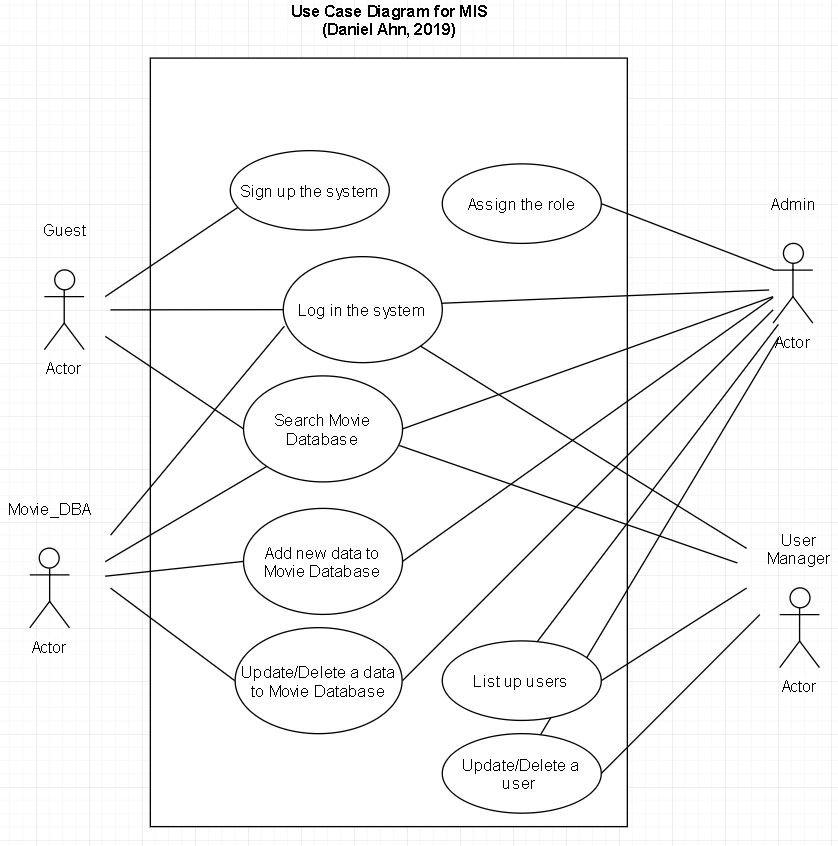 Use Case Diagram for MIS
(Daniel Ahn, 2019)
Sign up the system
Assign the role
Admin
Guest
Log in the system
Actor
Actor
Search Movie
Database
Movie_DBA
User
Manager
Add new data to
Movie Database
Actor
Update/Delete a data
to Movie Database
List up users
Actor
Update/Delete a
user